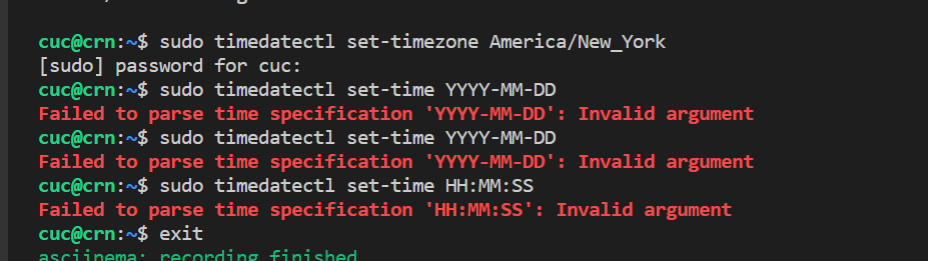 cuc@crn:~$ sudo timedatectl set-timezone America/New_York
[sudo] password for cuc:
cuc@crn:~$ sudo timedatectl set-time YYYY-MM-DD
Failed to parse time specification 'YYYY-MM-DD': Invalid argument
cuc@crn:~$ sudo timedatectl set-time YYYY-MM-DD
Failed to parse time specification 'YYYY-MM-DD': Invalid argument
cuc@crn:~$ sudo timedatectl set-time HH:MM:SS
Failed to parse time specification 'HH:MM:SS': Invalid argument
cuc@crn:~$ exit
asciinema: recording finished